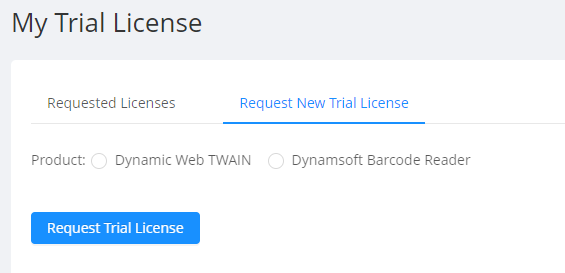 My Trial License
Requested Licenses Request New Trial License
Product: Dynamic Web TWAIN Dynamsoft Barcode Reader
Request Trial License